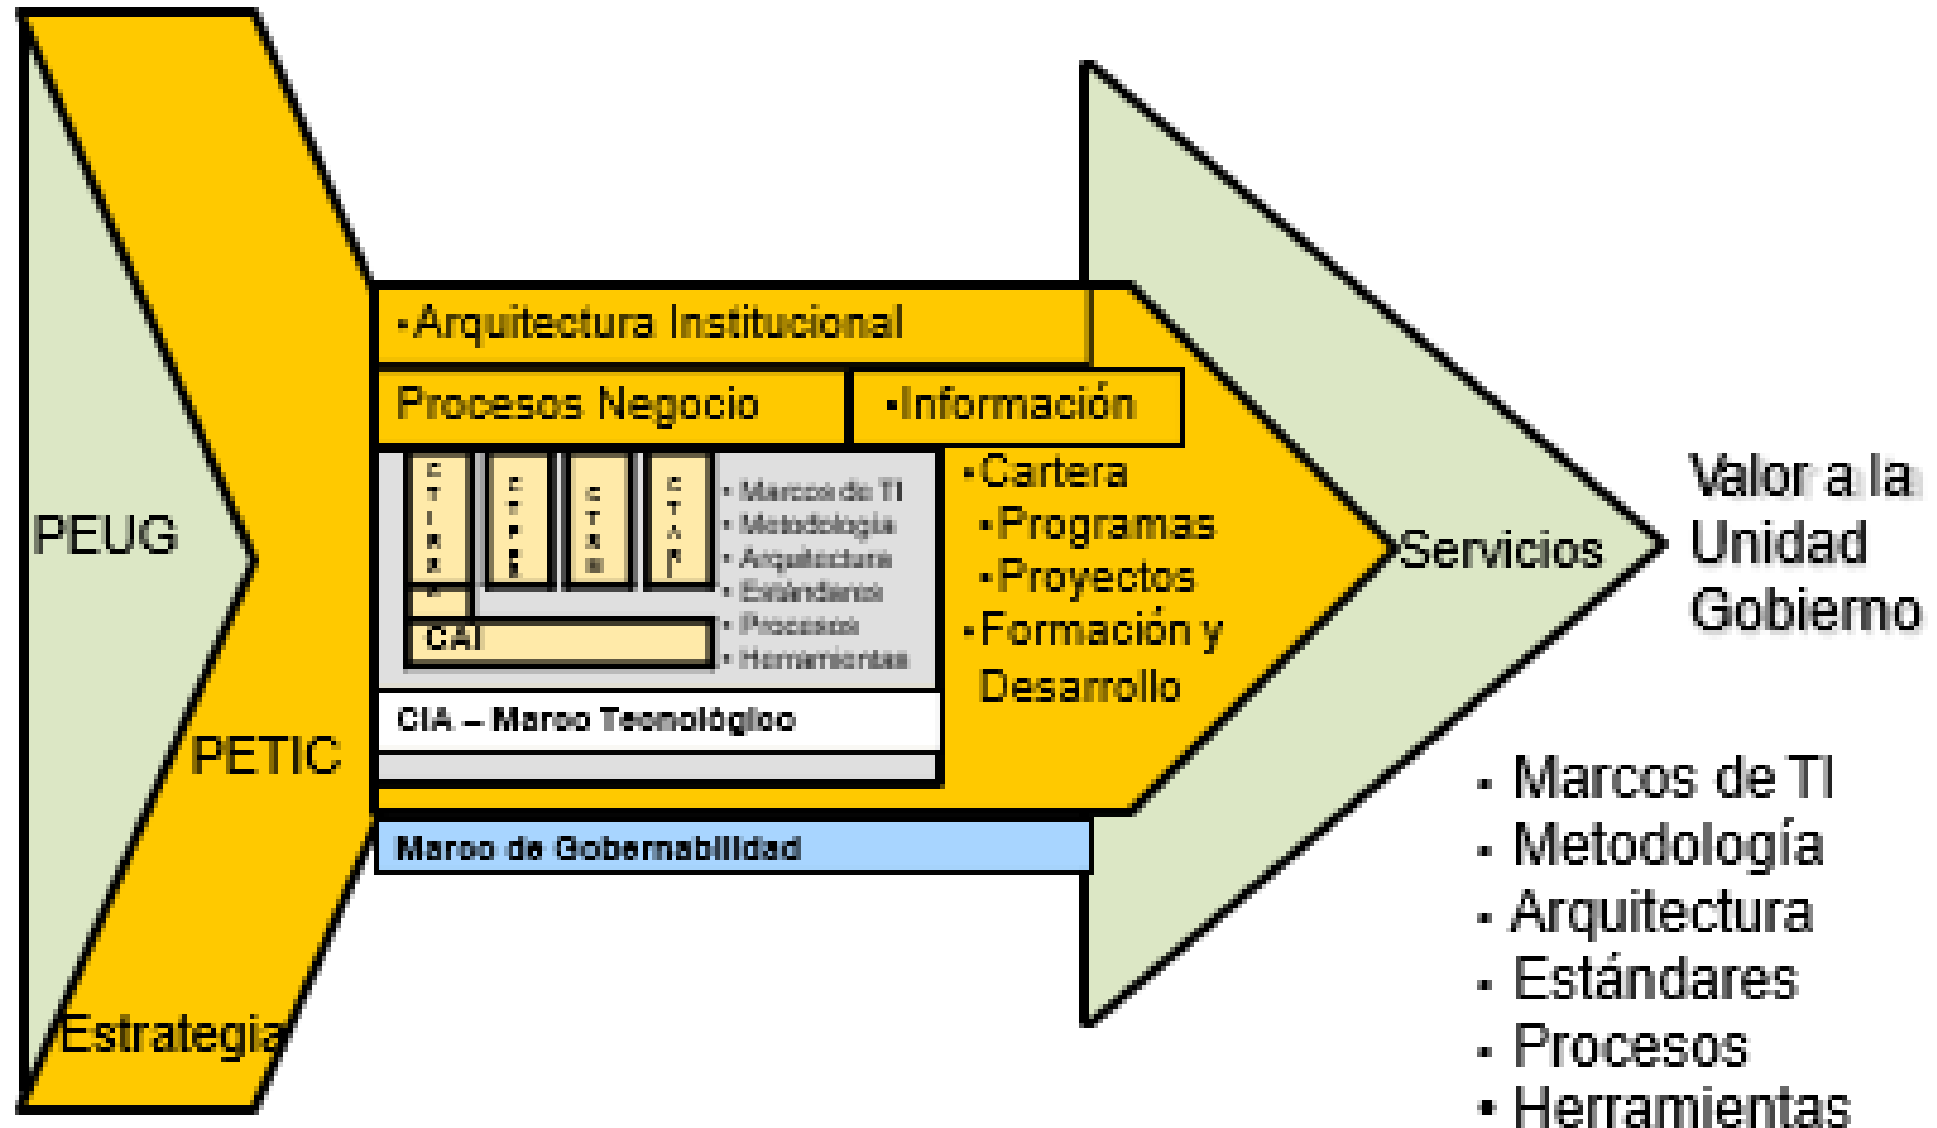 PEUG
PETIC
Estrategia
•Arquitectura Institucional
Procesos Negocio
•Información
• Marcos de TI
• Metodología
• Arquitectura
• Estándares
• Procesos
• Herramientas
CAI
CIA – Marco Tecnológico
•Cartera
•Programas
•Proyectos
•Formación y
Desarrollo
Marco de Gobernabilidad
Servicios
Valor a la
Unidad
Gobierno
• Marcos de TI
• Metodología
• Arquitectura
• Estándares
• Procesos
• Herramientas